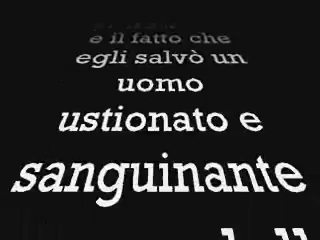 e il fatto che
egli salvò un
uomo
ustionato e
sanguinante